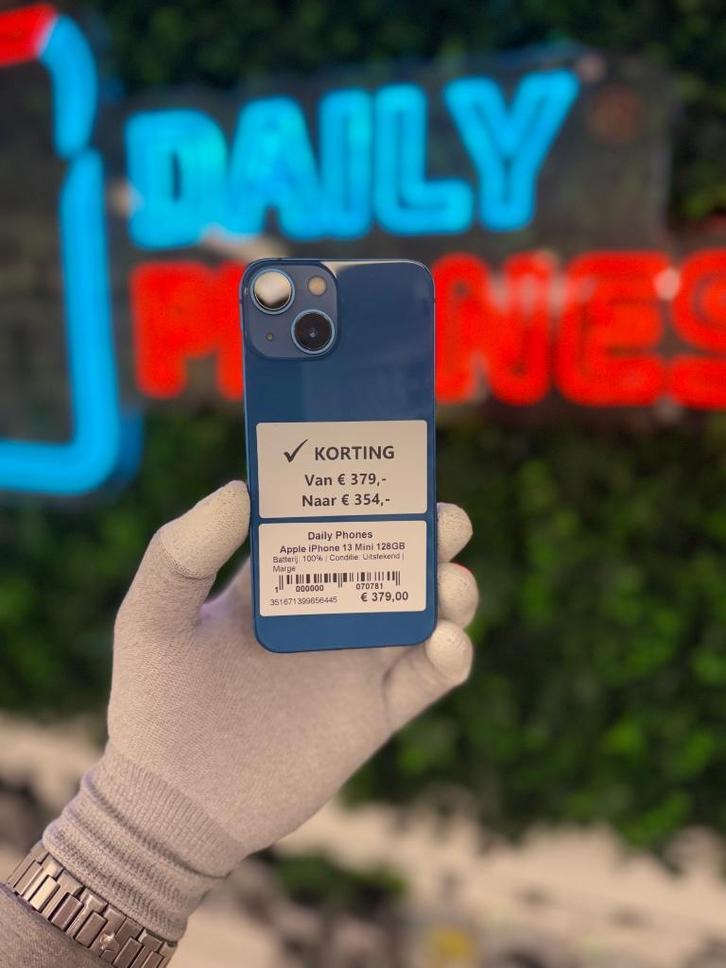 DAILY
PHONES
✓ KORTING
Van € 379,-
Naar € 354,-
Daily Phones
Apple iPhone 13 Mini 128GB
Batterij: 100% | Conditie: Uitstekend |
Marge
1 000000 070781
351671399856445 € 379,00